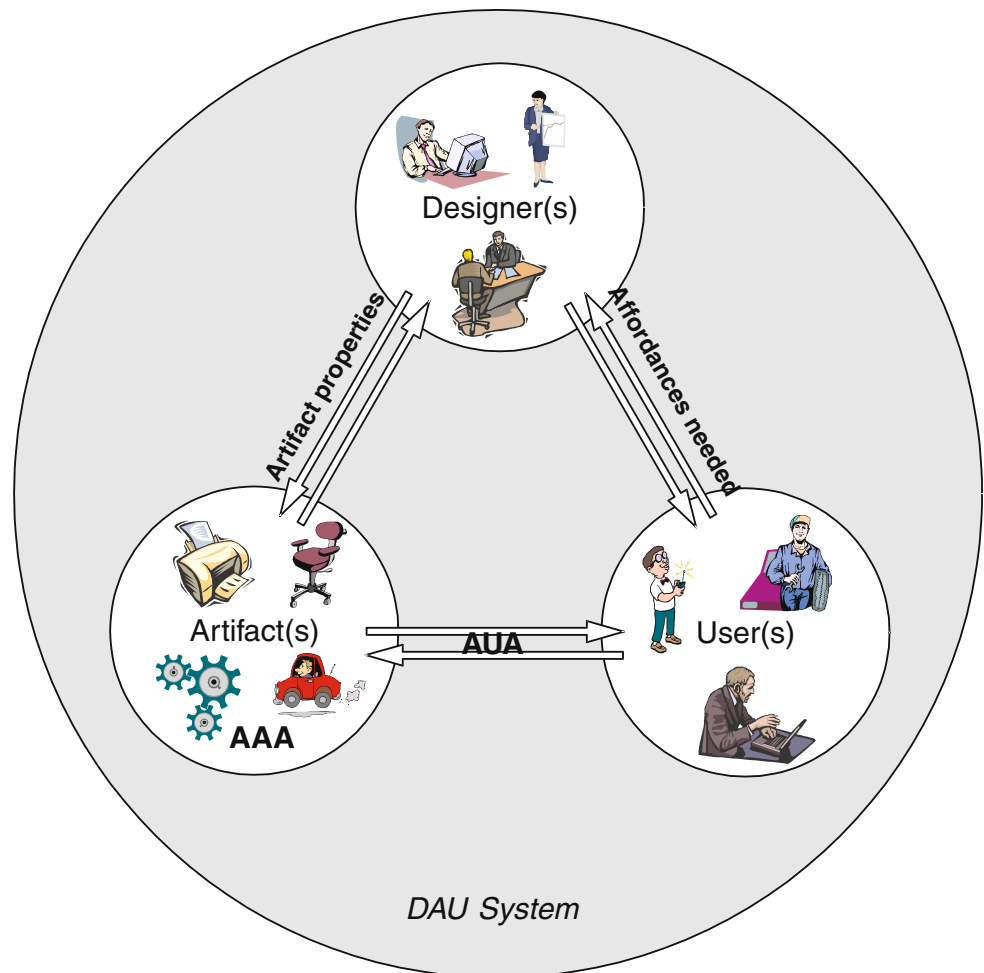 Designer(s)
Artifact properties
Affordances needed
Artifact(s)
AUA
User(s)
AAA
DAU System